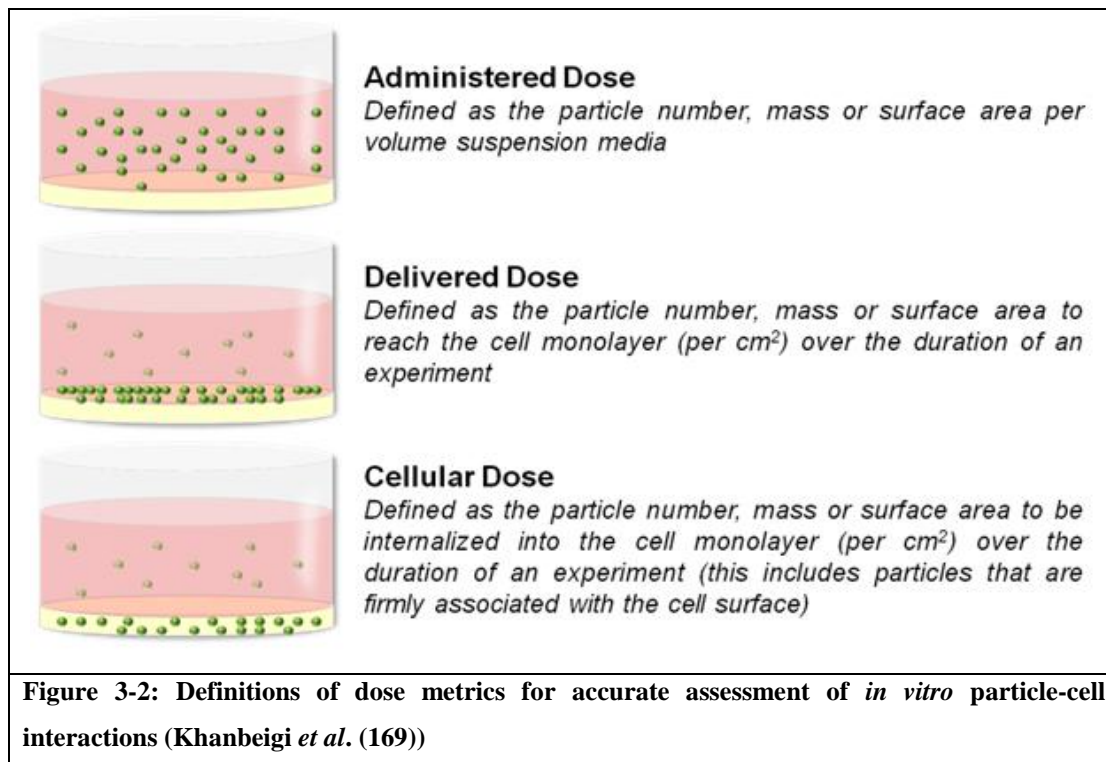 Administered Dose
Defined as the particle number, mass or surface area per
volume suspension media
Delivered Dose
Defined as the particle number, mass or surface area to
reach the cell monolayer (per cm²) over the duration of an
experiment
Cellular Dose
Defined as the particle number, mass or surface area to be
internalized into the cell monolayer (per cm²) over the
duration of an experiment (this includes particles that are
firmly associated with the cell surface)
Figure 3-2: Definitions of dose metrics for accurate assessment of in vitro particle-cell
interactions (Khanbeigi et al. (169))